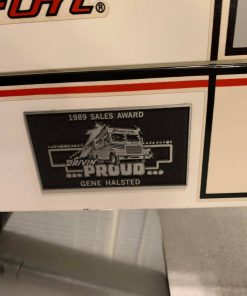 ®
1989 SALES AWARD
DRIVIN'
...PROUD...
GENE HALSTED